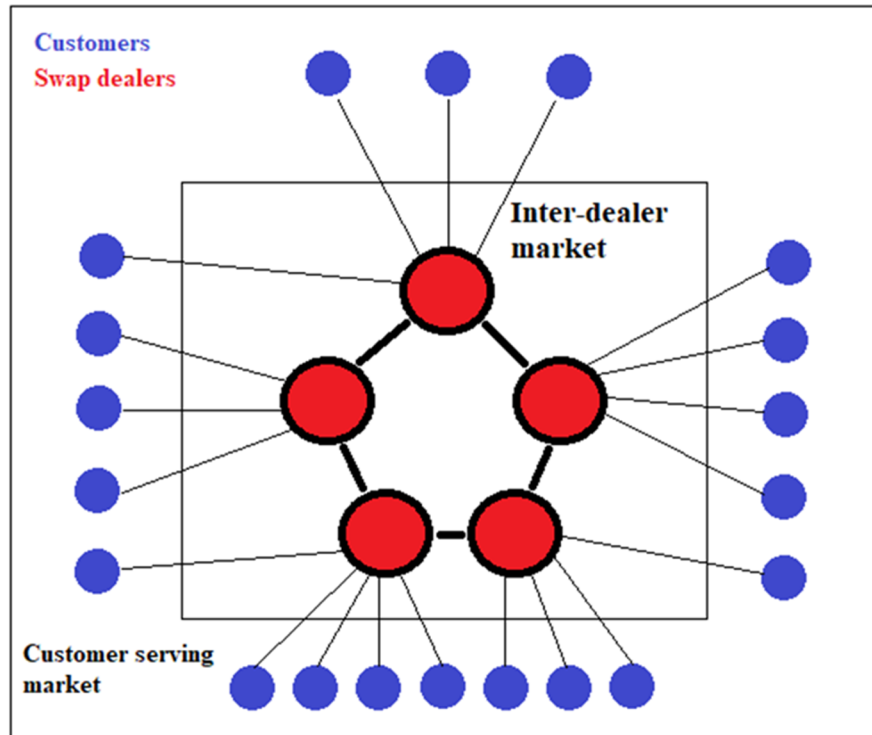 Customers
Swap dealers
Inter-dealer
market
Customer serving
market